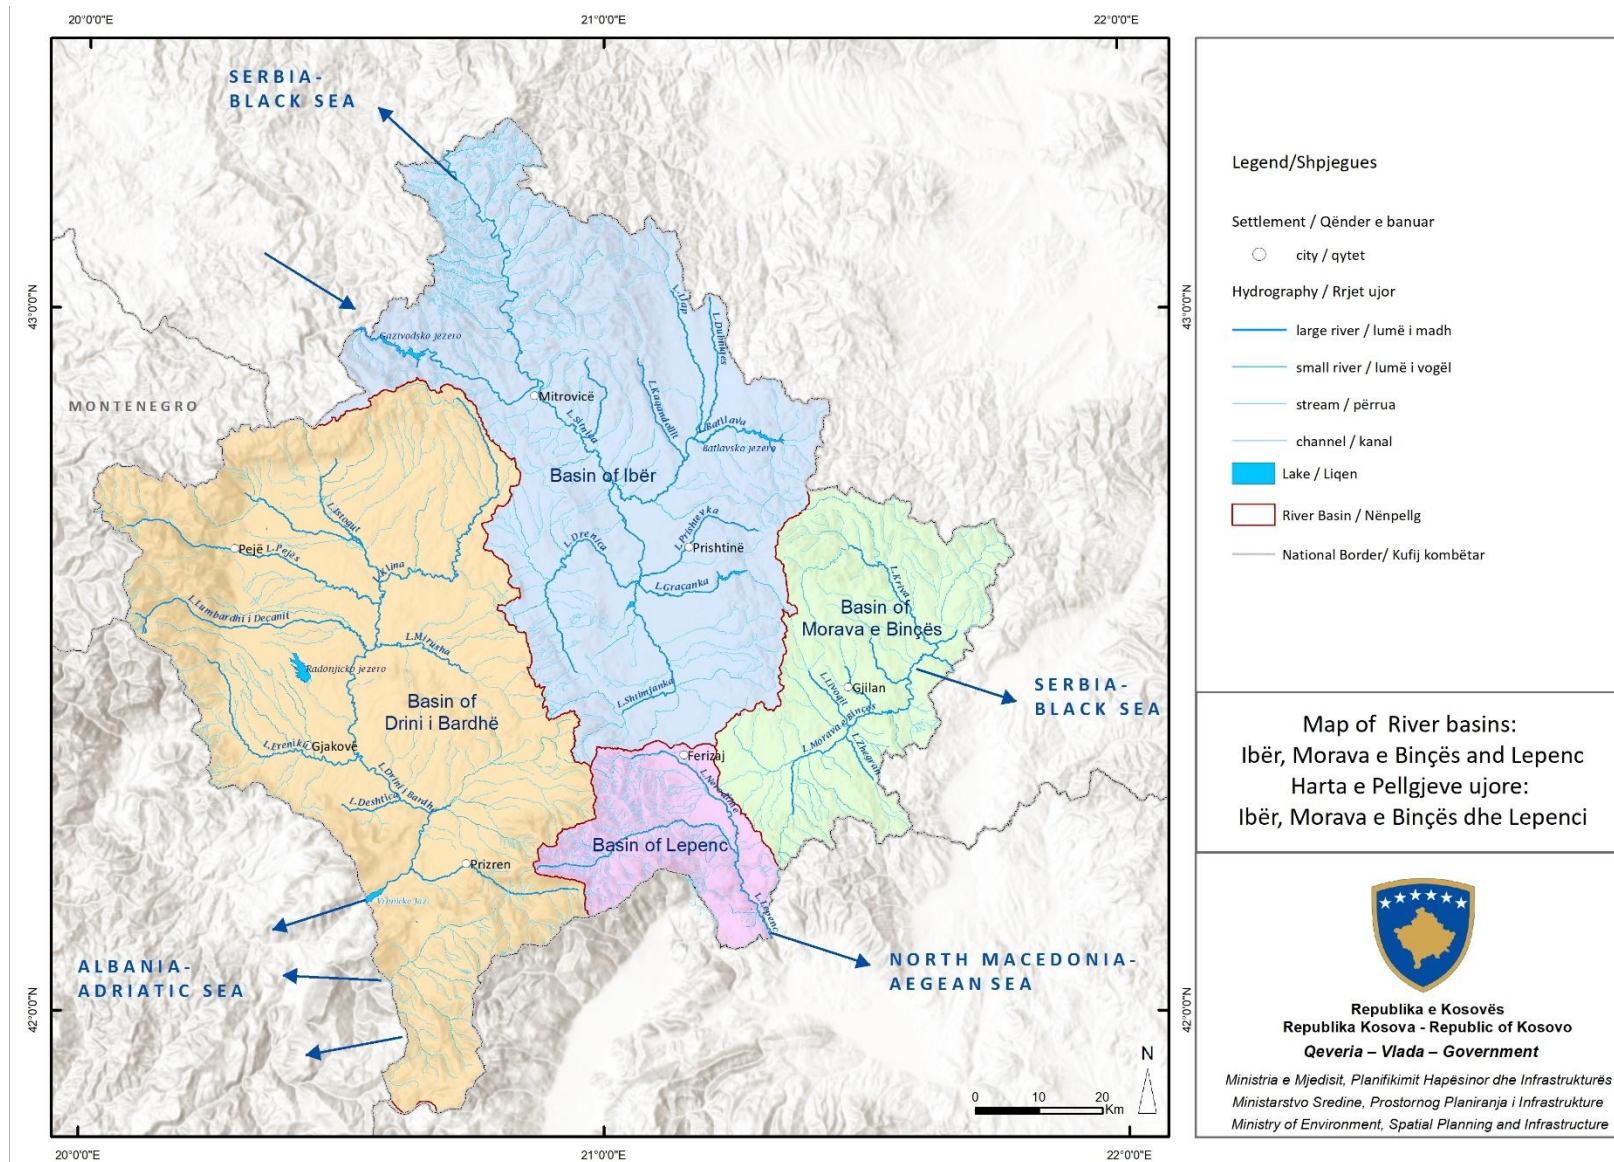 20°0'0"E
21°0'0"E
22°0'0"E
43°0'0"N
43°0'0"N
42°0'0"N
42°0'0"N
20°0'0"E
21°0'0"E
22°0'0"E
SERBIA-
BLACK SEA
MONTENEGRO
Gazivodsko jezero
Mitrovicë
L.Sitnica
L.Llap
L.Dubnices
L.Kaqandollit
L.Batllava
Batlavsko jezero
Basin of Ibër
L.Drenica
L.Prishtevka
Prishtinë
L.Gracanka
L.Shtimjanka
L.Istogut
Pejë
L.Pejës
L.Klina
L.Lumbardhi i Deçanit
L.Mirusha
Radonjicko jezero
Basin of
Drini i Bardhë
L.Ereniku
Gjakovë
L.Drini i Bardhe
L.Deshtica
Prizren
Vrbnicko Jaz
Basin of
Morava e Binçës
L.Kriva
L.Livogit
Gjilan
L.Morava e Binçës
L.Zhegran
SERBIA-
BLACK SEA
Ferizaj
L.Nerodime
Basin of Lepenc
L.Lepenc
NORTH MACEDONIA-
AEGEAN SEA
ALBANIA-
ADRIATIC SEA
N
0 10 20
Km
Legend/Shpjegues
Settlement / Qënder e banuar
city / qytet
Hydrography / Rrjet ujor
large river / lumë i madh
small river / lumë i vogël
stream / përrua
channel / kanal
Lake / Liqen
River Basin / Nënpellg
National Border/ Kufij kombëtar
Map of River basins:
Ibër, Morava e Binçës and Lepenc
Harta e Pellgjeve ujore:
Ibër, Morava e Binçës dhe Lepenci
Republika e Kosovës
Republika Kosova - Republic of Kosovo
Qeveria – Vlada – Government
Ministria e Mjedisit, Planifikimit Hapësinor dhe Infrastrukturës
Ministarstvo Sredine, Prostornog Planiranja i Infrastrukture
Ministry of Environment, Spatial Planning and Infrastructure